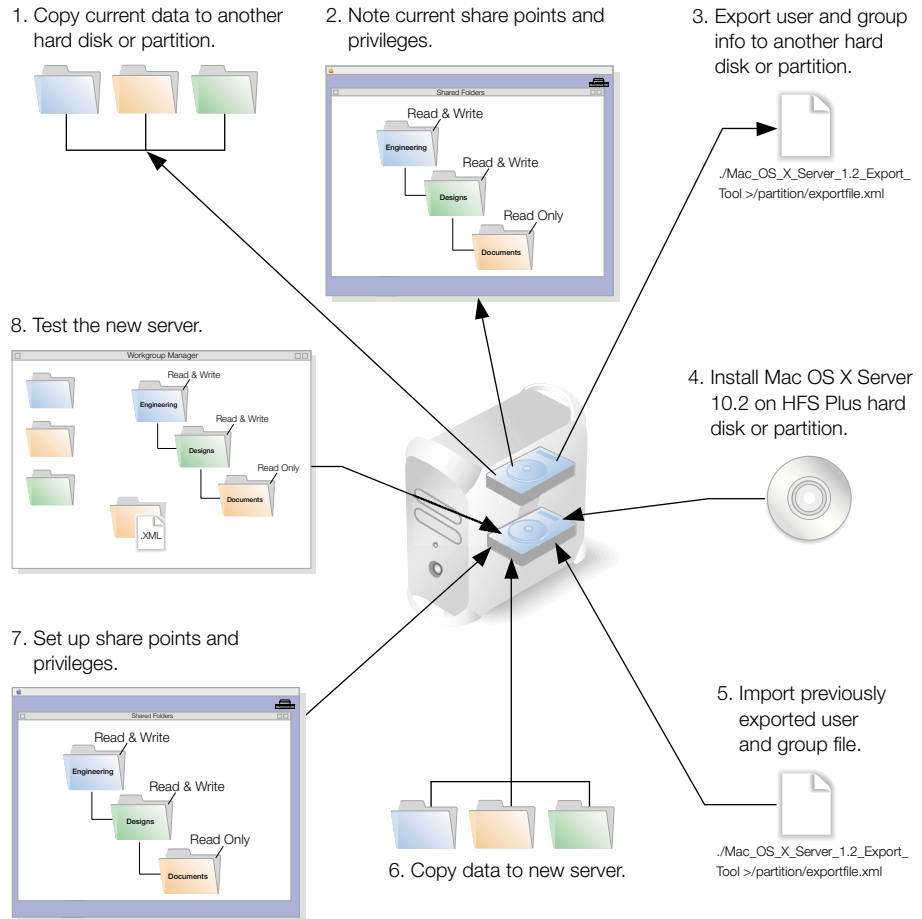 1. Copy current data to another
hard disk or partition.
2. Note current share points and
privileges.
Shared Folders
Read & Write
Engineering
Read & Write
Designs
Read Only
Documents
3. Export user and group
info to another hard
disk or partition.
./Mac_OS_X_Server_1.2_Export_
Tool >/partition/exportfile.xml
8. Test the new server.
Workgroup Manager
Read & Write
Engineering
Read & Write
Designs
Read Only
Documents
.XML
4. Install Mac OS X Server
10.2 on HFS Plus hard
disk or partition.
7. Set up share points and
privileges.
Shared Folders
Read & Write
Engineering
Read & Write
Designs
Read Only
Documents
6. Copy data to new server.
5. Import previously
exported user
and group file.
./Mac_OS_X_Server_1.2_Export_
Tool >/partition/exportfile.xml